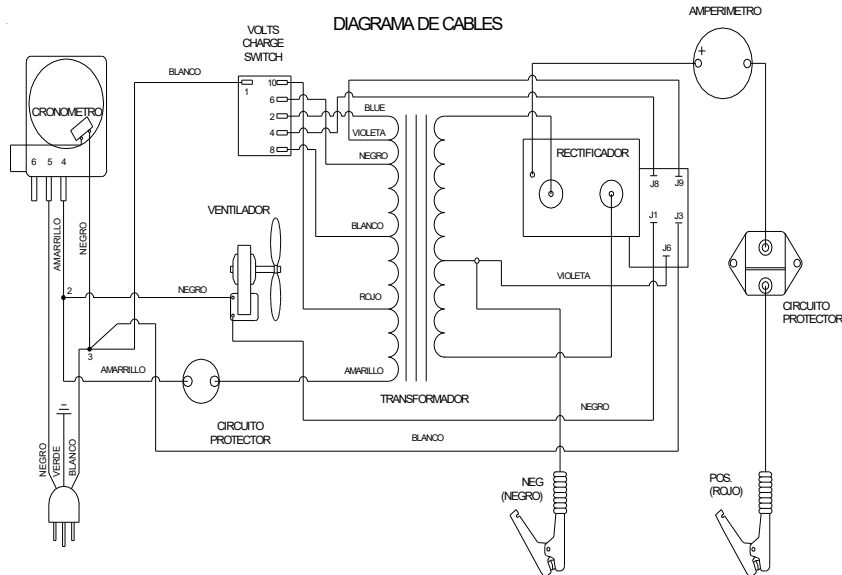 DIAGRAMA DE CABLES
AMPERIMETRO
VOLTS
CHARGE
SWITCH
BLANCO
1
10
6
2
4
8
BLUE
VIOLETA
NEGRO
+
CRONOMETRO
6 5 4
RECTIFICADOR
J8
J9
J1
J3
J6
AMARRILLO
NEGRO
VENTILADOR
BLANCO
VIOLETA
2
NEGRO
ROJO
CIRCUITO
PROTECTOR
3
AMARRILLO
AMARILLO
TRANSFORMADOR
NEGRO
CIRCUITO
PROTECTOR
BLANCO
NEGRO
VERDE
BLANCO
NEG
(NEGRO)
POS.
(ROJO)